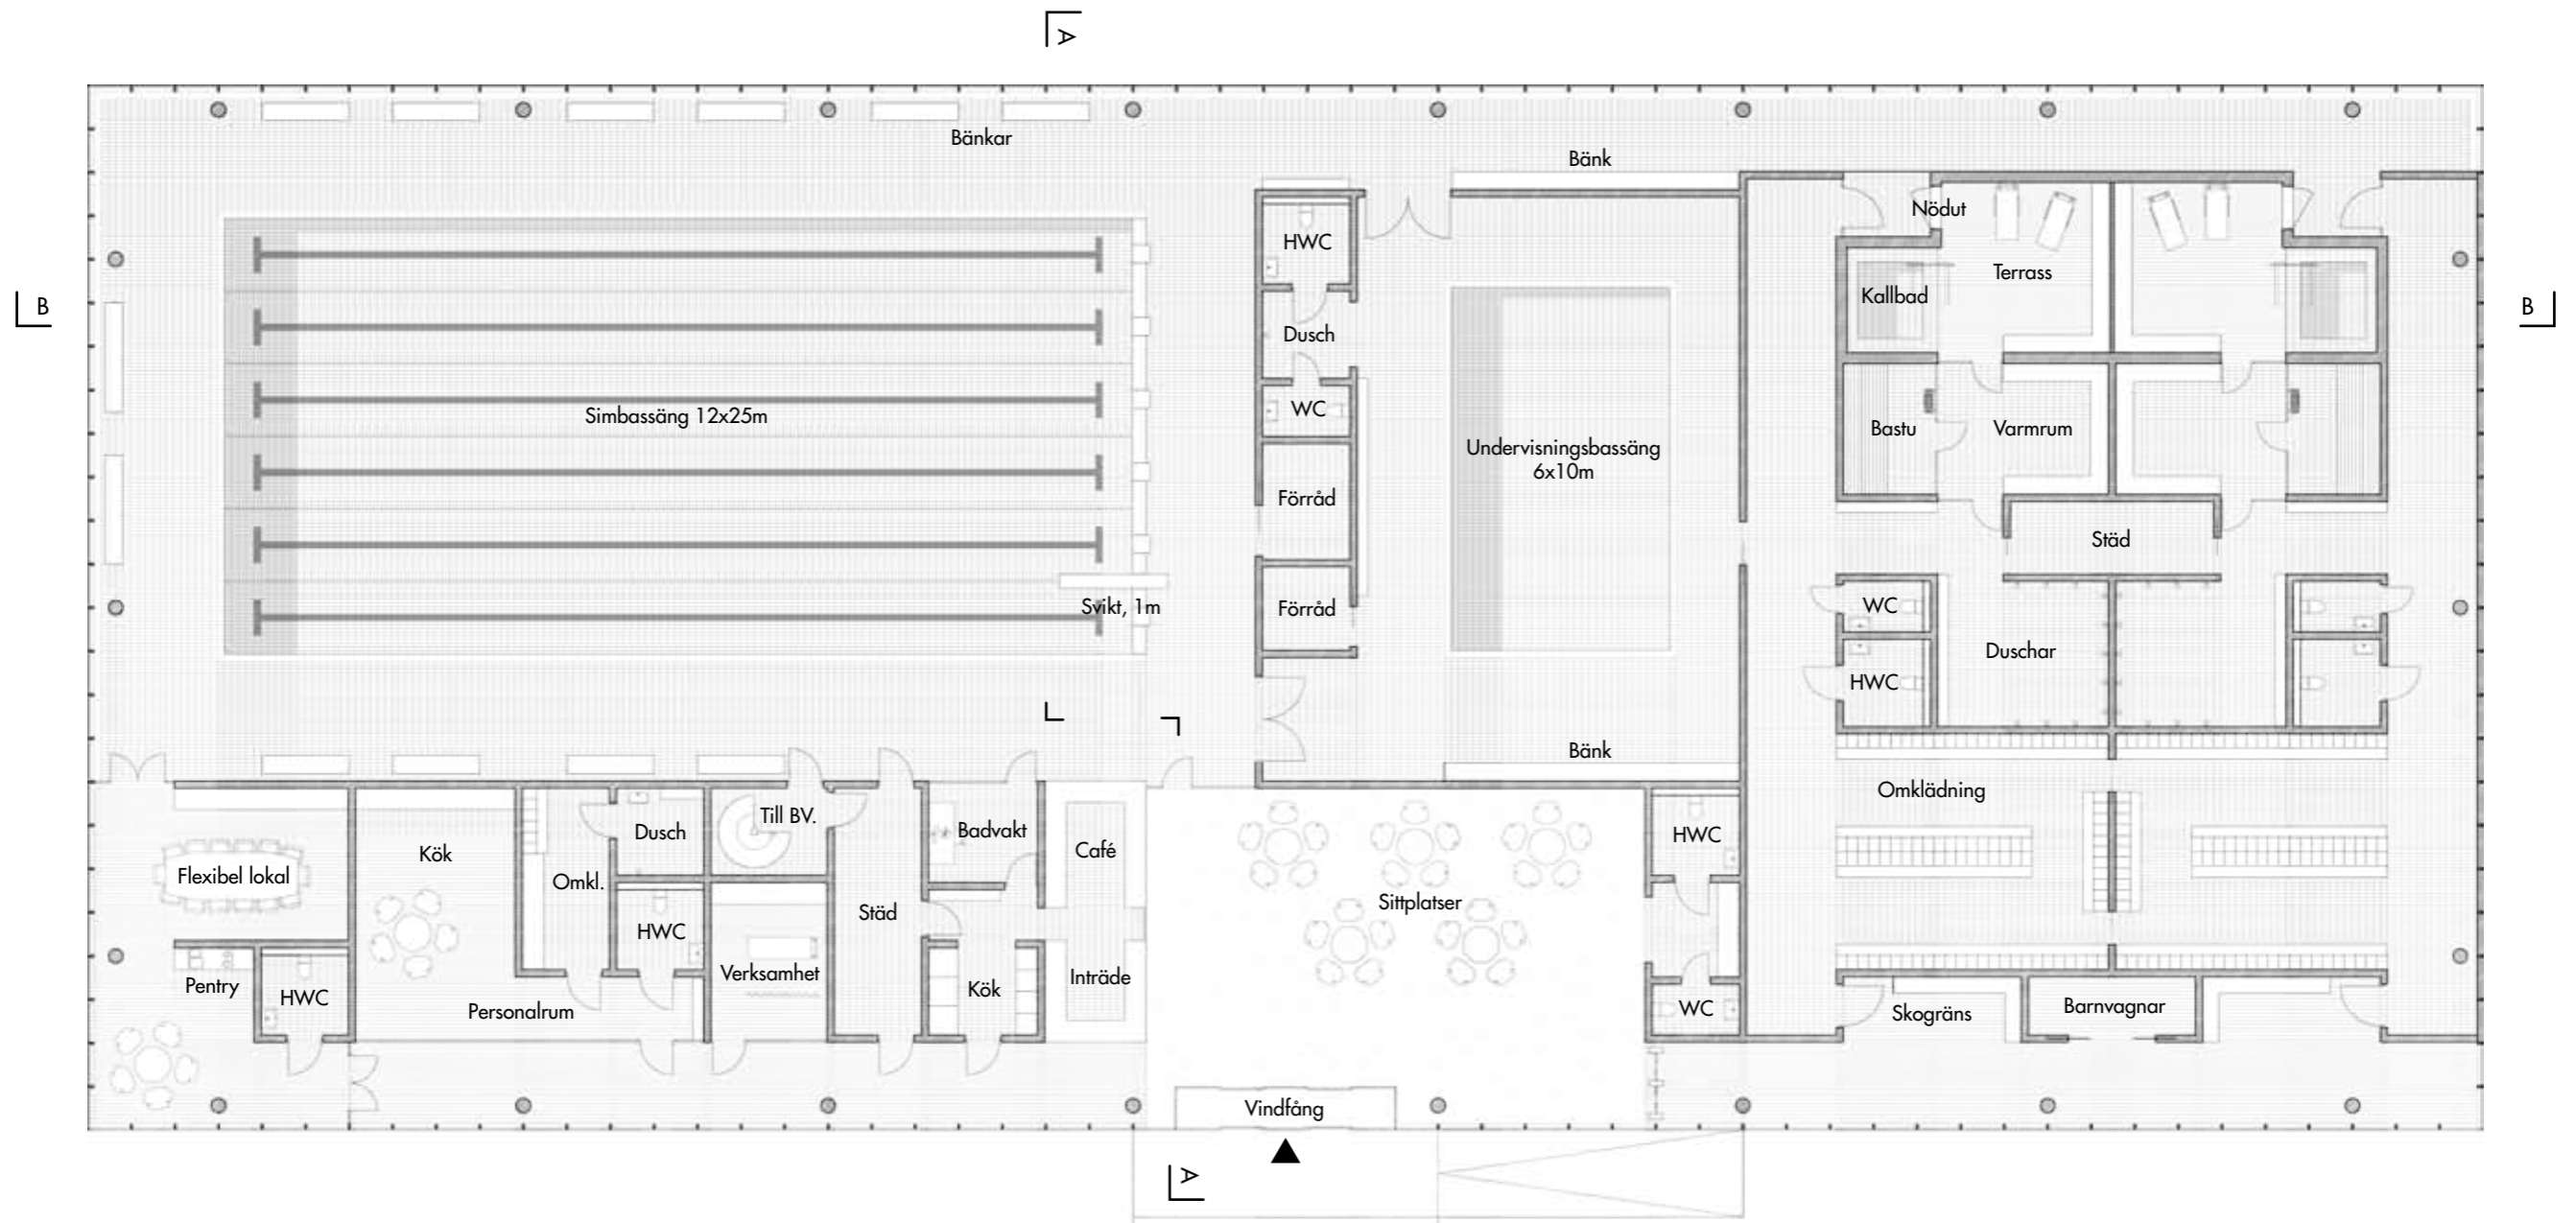 A
Bänkar
Bänk
HWC
Nödut
Terrass
Kallbad
B
B
Dusch
WC
Simbassäng 12x25m
Undervisningsbassäng
6x10m
Bastu
Varmrum
Förråd
Städ
Förråd
Svikt, 1m
WC
Duschar
HWC
Bänk
Omklädning
Till BV.
Dusch
Badvakt
HWC
Kök
Café
Flexibel lokal
Omkl.
Städ
Sittplatser
HWC
Verksamhet
Pentry
HWC
Kök
Inträde
Personalrum
WC
Skogräns
Barnvagnar
Vindfång
A